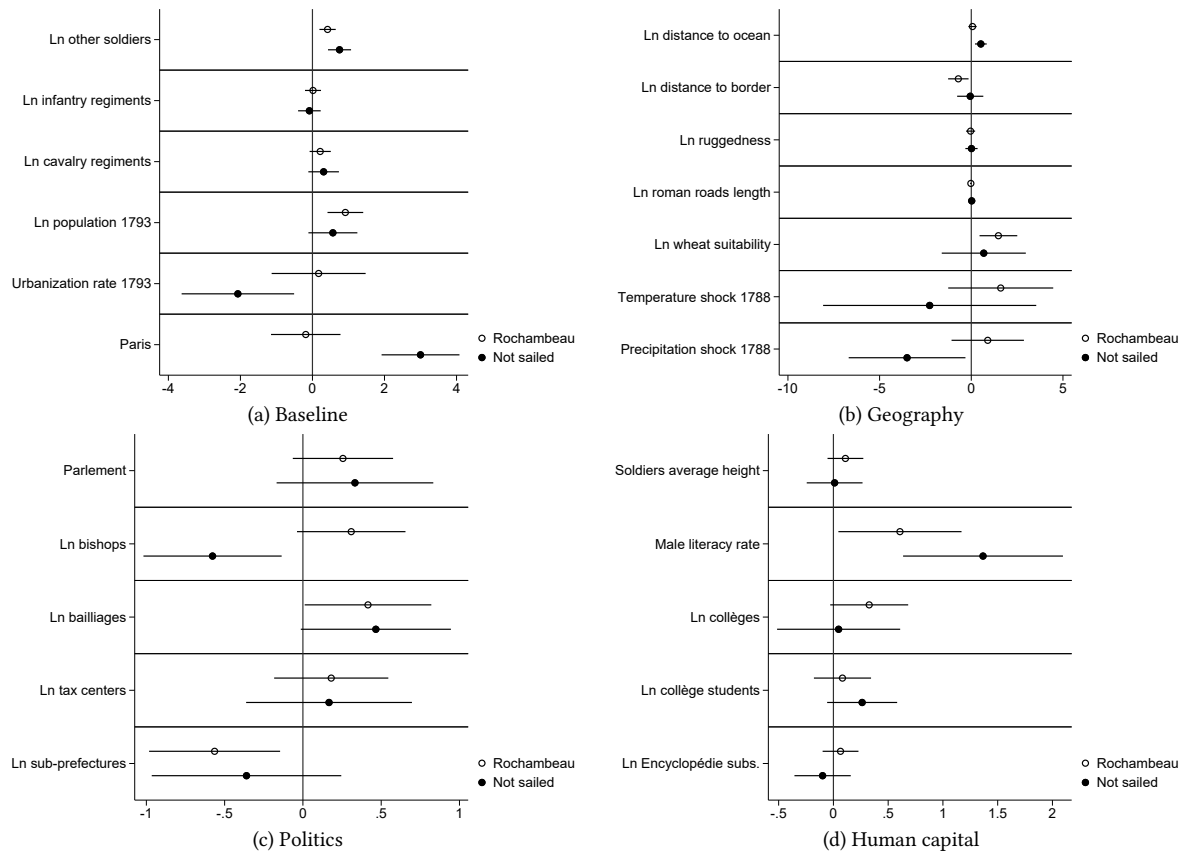 Ln other soldiers
Ln infantry regiments
Ln cavalry regiments
Ln population 1793
Urbanization rate 1793
Paris
Rochambeau
Not sailed
-4 -2 0 2 4
(a) Baseline
Ln distance to ocean
Ln distance to border
Ln ruggedness
Ln roman roads length
Ln wheat suitability
Temperature shock 1788
Precipitation shock 1788
Rochambeau
Not sailed
-10 -5 0 5
(b) Geography
Parlement
Ln bishops
Ln bailliages
Ln tax centers
Ln sub-prefectures
Rochambeau
Not sailed
-1 -.5 0 .5 1
(c) Politics
Soldiers average height
Male literacy rate
Ln collèges
Ln collège students
Ln Encyclopédie subs.
Rochambeau
Not sailed
-.5 0 .5 1 1.5 2
(d) Human capital